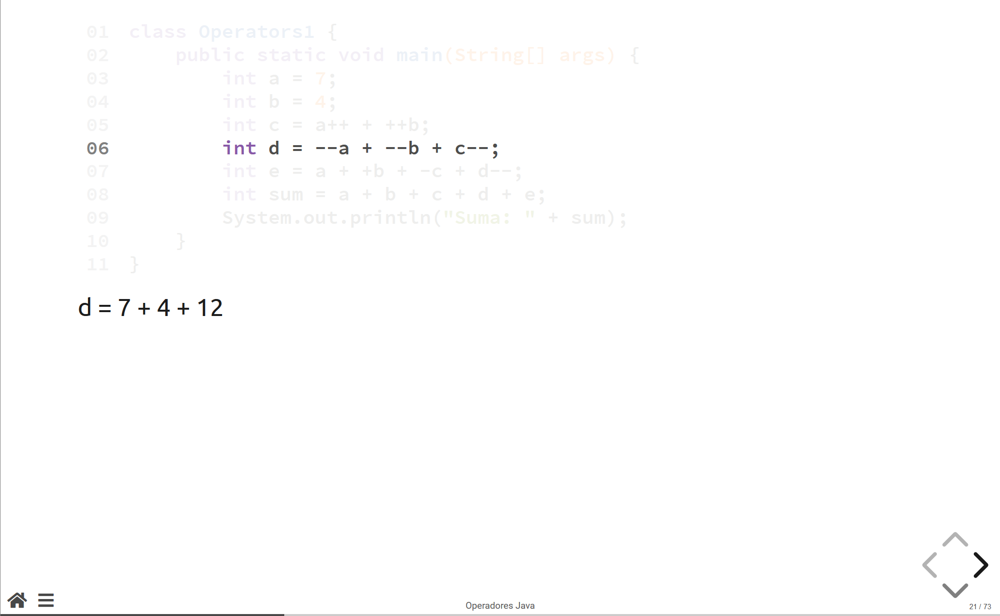 01 class Operators1 {
02     public static void main(String[] args) {
03         int a = 7;
04         int b = 4;
05         int c = a++ + ++b;
06         int d = --a + --b + c--;
07         int e = a + +b + -c + d--;
08         int sum = a + b + c + d + e;
09         System.out.println("Suma: " + sum);
10     }
11 }
d = 7 + 4 + 12
Operadores Java
21 / 73